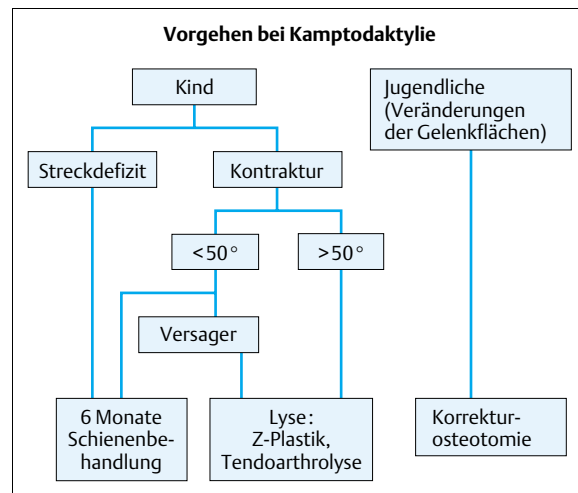 Vorgehen bei Kamptodaktylie
Kind
Jugendliche
(Veränderungen
der Gelenkflächen)
Streckdefizit
Kontraktur
<50°
>50°
Versager
6 Monate
Schienenbe-
handlung
Lyse:
Z-Plastik,
Tendoarthrolyse
Korrektur-
osteotomie